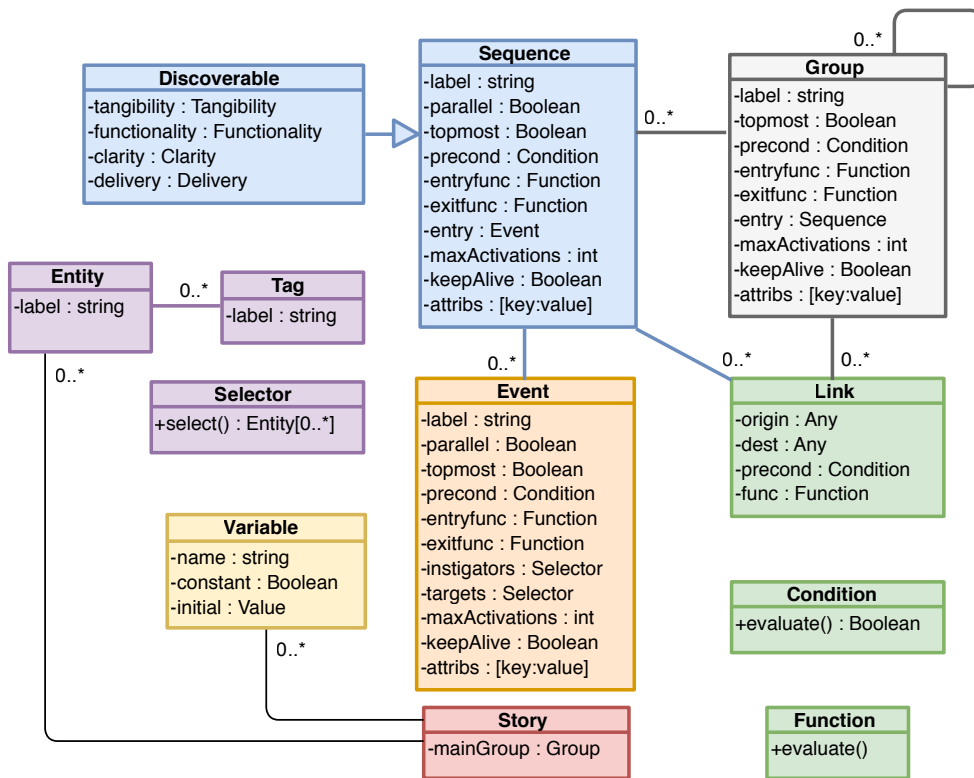 0..*
Discoverable
-tangibility : Tangibility
-functionality : Functionality
-clarity : Clarity
-delivery : Delivery
Sequence
-label : string
-parallel : Boolean
-topmost : Boolean
-precond : Condition
-entryfunc : Function
-exitfunc : Function
-entry : Event
-maxActivations : int
-keepAlive : Boolean
-attribs : [key:value]
0..*
Group
-label : string
-topmost : Boolean
-precond : Condition
-entryfunc : Function
-exitfunc : Function
-entry : Sequence
-maxActivations : int
-keepAlive : Boolean
-attribs : [key:value]
Entity
-label : string
0..*
Tag
-label : string
0..*
0..*
0..*
0..*
Selector
+select() : Entity[0..*]
Event
-label : string
-parallel : Boolean
-topmost : Boolean
-precond : Condition
-entryfunc : Function
-exitfunc : Function
-instigators : Selector
-targets : Selector
-maxActivations : int
-keepAlive : Boolean
-attribs : [key:value]
Link
-origin : Any
-dest : Any
-precond : Condition
-func : Function
Variable
-name : string
-constant : Boolean
-initial : Value
0..*
Condition
+evaluate() : Boolean
Story
-mainGroup : Group
Function
+evaluate()